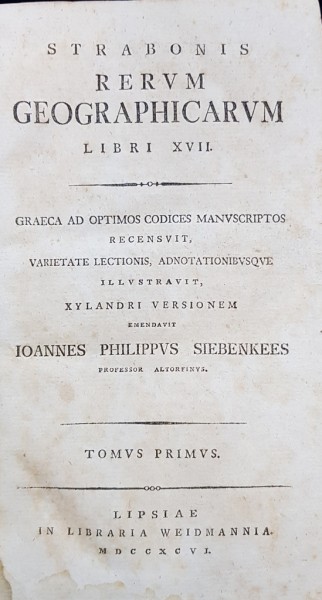 STRABONIS
RERVM
GEOGRAPHICARVM
LIBRI XVII.
GRAECA AD OPTIMOS CODICES MANVSCRIPTOS
RECENSVIT,
VARIETATE LECTIONIS, ADNOTATIONIBVSQVE
ILLVSTRAVIT,
XYLANDRI VERSIONEM
EMENDAVIT
IOANNES PHILIPPVS SIEBENKEES
PROFESSOR ALTORFINVS.
TOMVS PRIMVS.
LIPSIAE
IN LIBRARIA WEIDMANNIA.
MDCCXCVI.